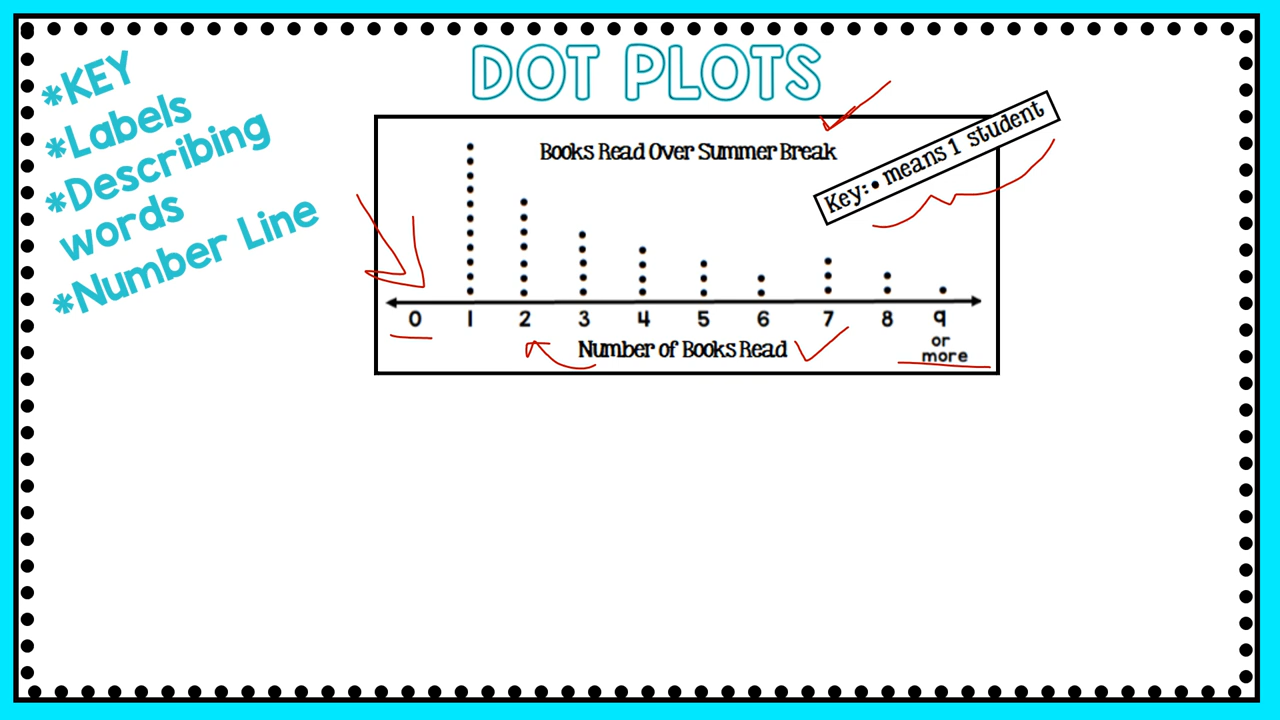 DOT PLOTS
*KEY
*Labels
*Describing
words
*Number Line
Books Read Over Summer Break
Key: • means 1 student
0 1 2 3 4 5 6 7 8 9
or
more
Number of Books Read